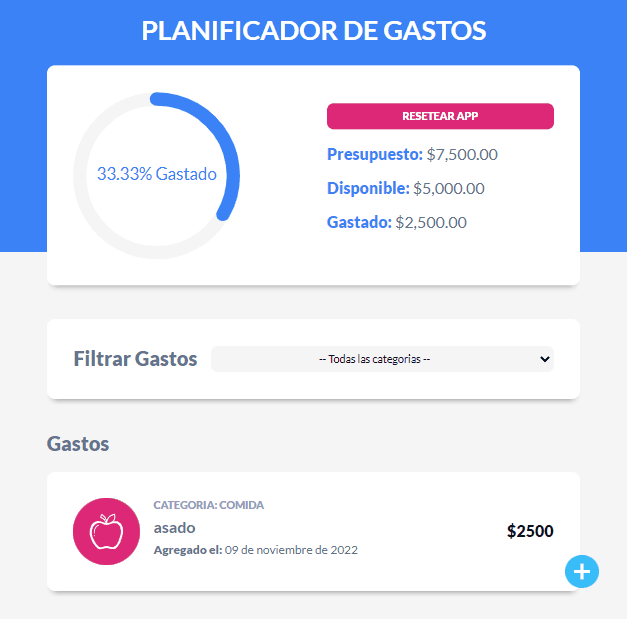 PLANIFICADOR DE GASTOS
33.33% Gastado
RESETEAR APP
Presupuesto: $7,500.00
Disponible: $5,000.00
Gastado: $2,500.00
Filtrar Gastos
-- Todas las categorias --
Gastos
CATEGORIA: COMIDA
asado
Agregado el: 09 de noviembre de 2022
$2500